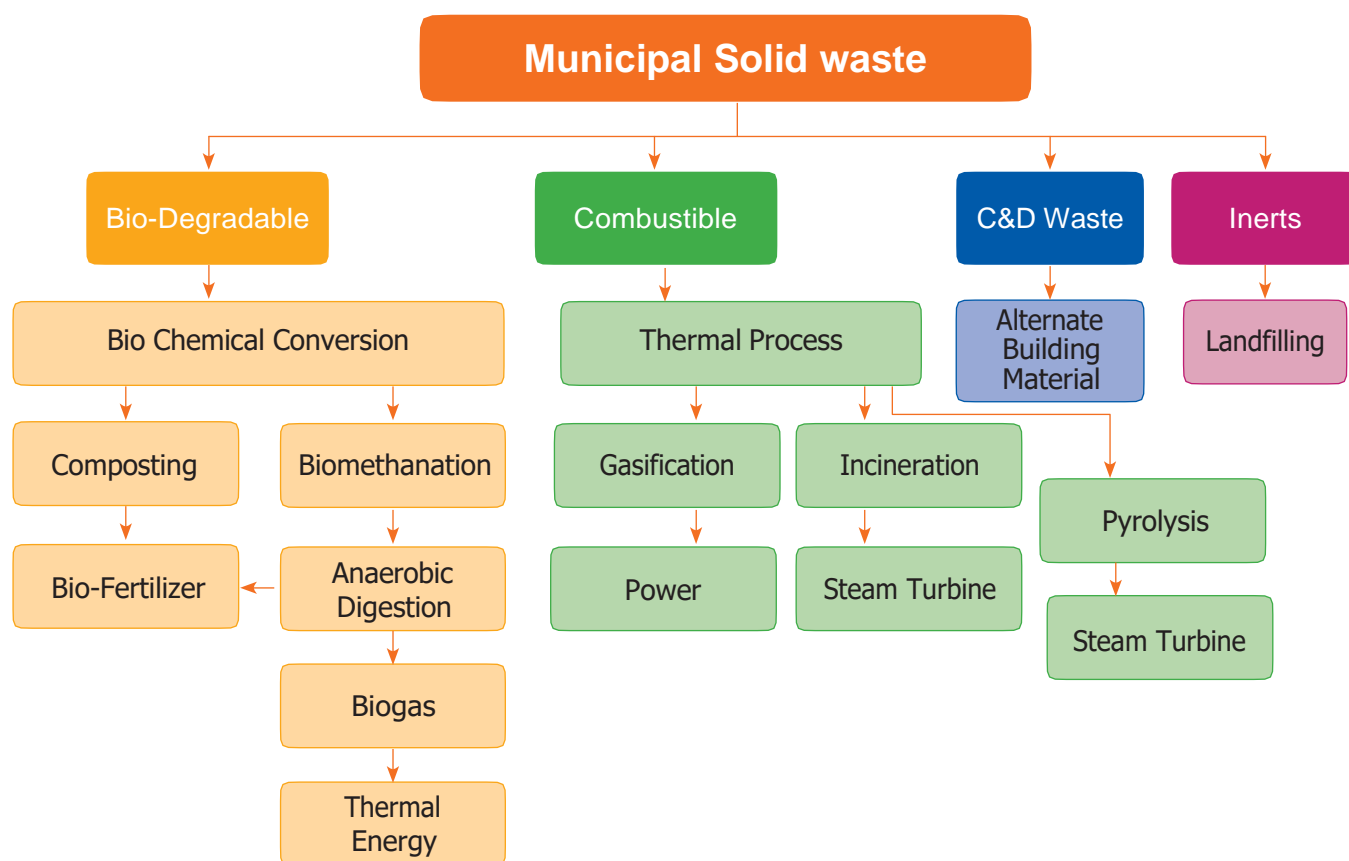 Municipal Solid waste
Bio-Degradable
Combustible
C&D Waste
Inerts
Bio Chemical Conversion
Thermal Process
Alternate
Building
Material
Landfilling
Composting
Biomethanation
Gasification
Incineration
Pyrolysis
Bio-Fertilizer
Anaerobic
Digestion
Power
Steam Turbine
Steam Turbine
Biogas
Thermal
Energy